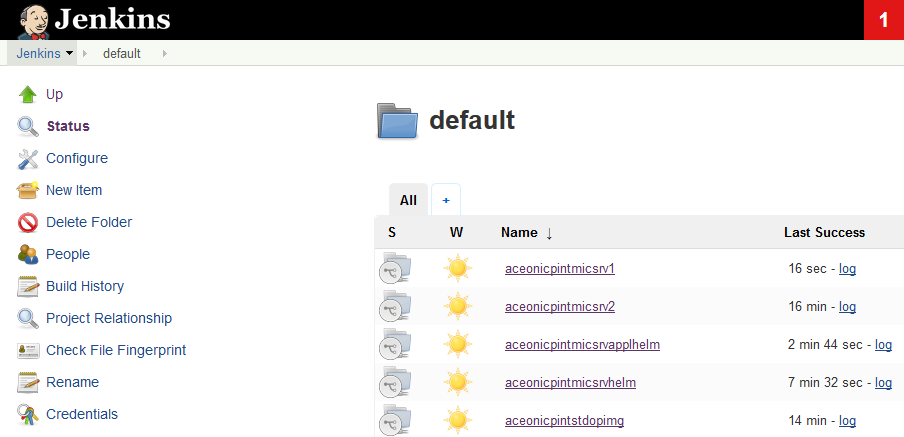 Jenkins
1
Jenkins default
Up
Status
Configure
New Item
Delete Folder
People
Build History
Project Relationship
Check File Fingerprint
Rename
Credentials
default
All +
S W Name ↓ Last Success
aceonicpintmicsrv1 16 sec - log
aceonicpintmicsrv2 16 min - log
aceonicpintmicsrvapplhelm 2 min 44 sec - log
aceonicpintmicsrvhelm 7 min 32 sec - log
aceonicpintstdopimg 14 min - log